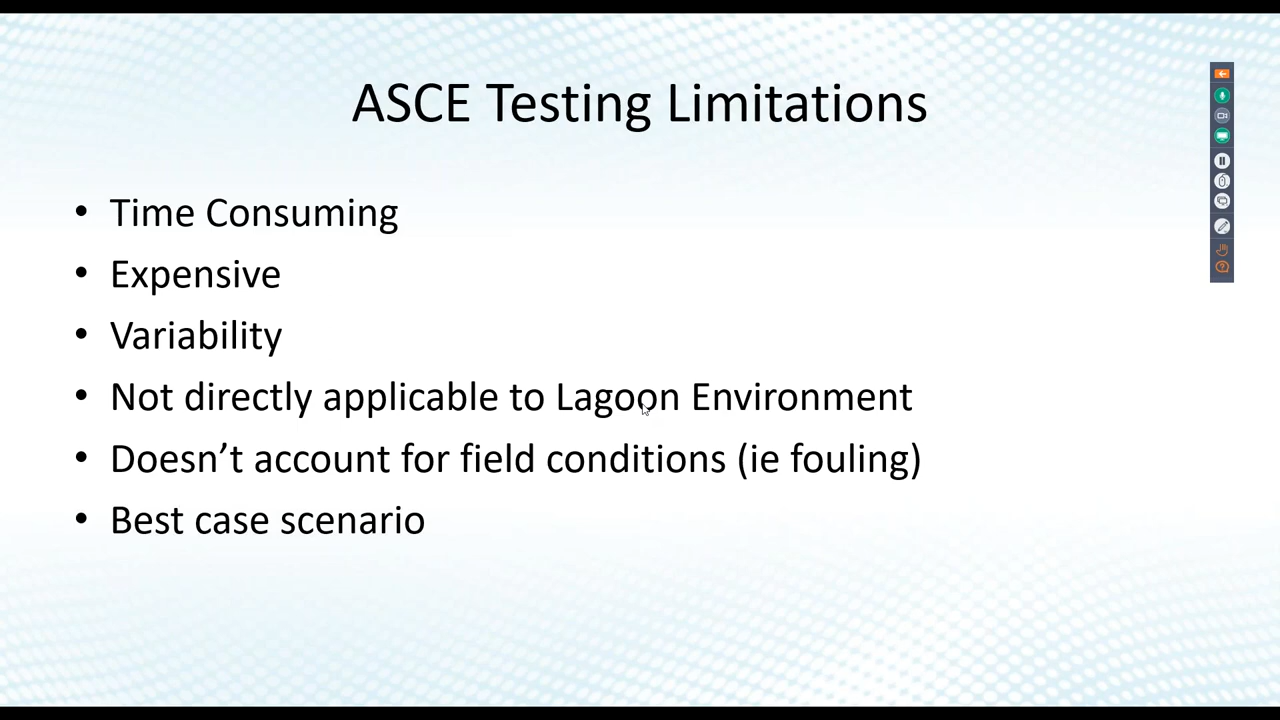 ASCE Testing Limitations
• Time Consuming
• Expensive
• Variability
• Not directly applicable to Lagoon Environment
• Doesn’t account for field conditions (ie fouling)
• Best case scenario